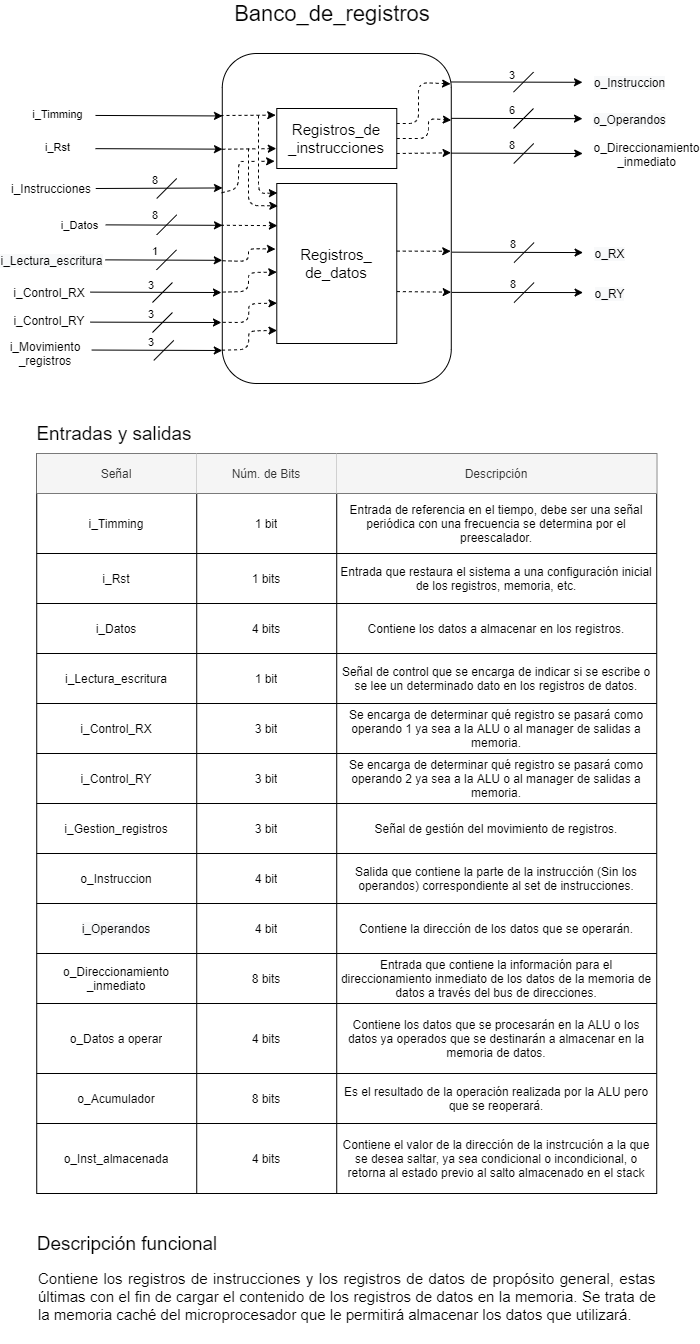 Banco_de_registros
i_Timming
i_Rst
i_Instrucciones
8
i_Datos
8
i_Lectura_escritura
1
i_Control_RX
3
i_Control_RY
3
i_Movimiento
_registros
3
Registros_de
_instrucciones
Registros_
de_datos
3
o_Instruccion
6
o_Operandos
8
o_Direccionamiento
_inmediato
8
o_RX
8
o_RY
Entradas y salidas
Señal
Núm. de Bits
Descripción
i_Timming
1 bit
Entrada de referencia en el tiempo, debe ser una señal
periódica con una frecuencia se determina por el
preescalador.
i_Rst
1 bits
Entrada que restaura el sistema a una configuración inicial
de los registros, memoria, etc.
i_Datos
4 bits
Contiene los datos a almacenar en los registros.
i_Lectura_escritura
1 bit
Señal de control que se encarga de indicar si se escribe o
se lee un determinado dato en los registros de datos.
i_Control_RX
3 bit
Se encarga de determinar qué registro se pasará como
operando 1 ya sea a la ALU o al manager de salidas a
memoria.
i_Control_RY
3 bit
Se encarga de determinar qué registro se pasará como
operando 2 ya sea a la ALU o al manager de salidas a
memoria.
i_Gestion_registros
3 bit
Señal de gestión del movimiento de registros.
o_Instruccion
4 bit
Salida que contiene la parte de la instrucción (Sin los
operandos) correspondiente al set de instrucciones.
i_Operandos
4 bit
Contiene la dirección de los datos que se operarán.
o_Direccionamiento
_inmediato
8 bits
Entrada que contiene la información para el
direccionamiento inmediato de los datos de la memoria de
datos a través del bus de direcciones.
o_Datos a operar
4 bits
Contiene los datos que se procesarán en la ALU o los
datos ya operados que se destinarán a almacenar en la
memoria de datos.
o_Acumulador
8 bits
Es el resultado de la operación realizada por la ALU pero
que se reoperará.
o_Inst_almacenada
4 bits
Contiene el valor de la dirección de la instrcución a la que
se desea saltar, ya sea condicional o incondicional, o
retorna al estado previo al salto almacenado en el stack
Descripción funcional
Contiene los registros de instrucciones y los registros de datos de propósito general, estas
últimas con el fin de cargar el contenido de los registros de datos en la memoria. Se trata de
la memoria caché del microprocesador que le permitirá almacenar los datos que utilizará.